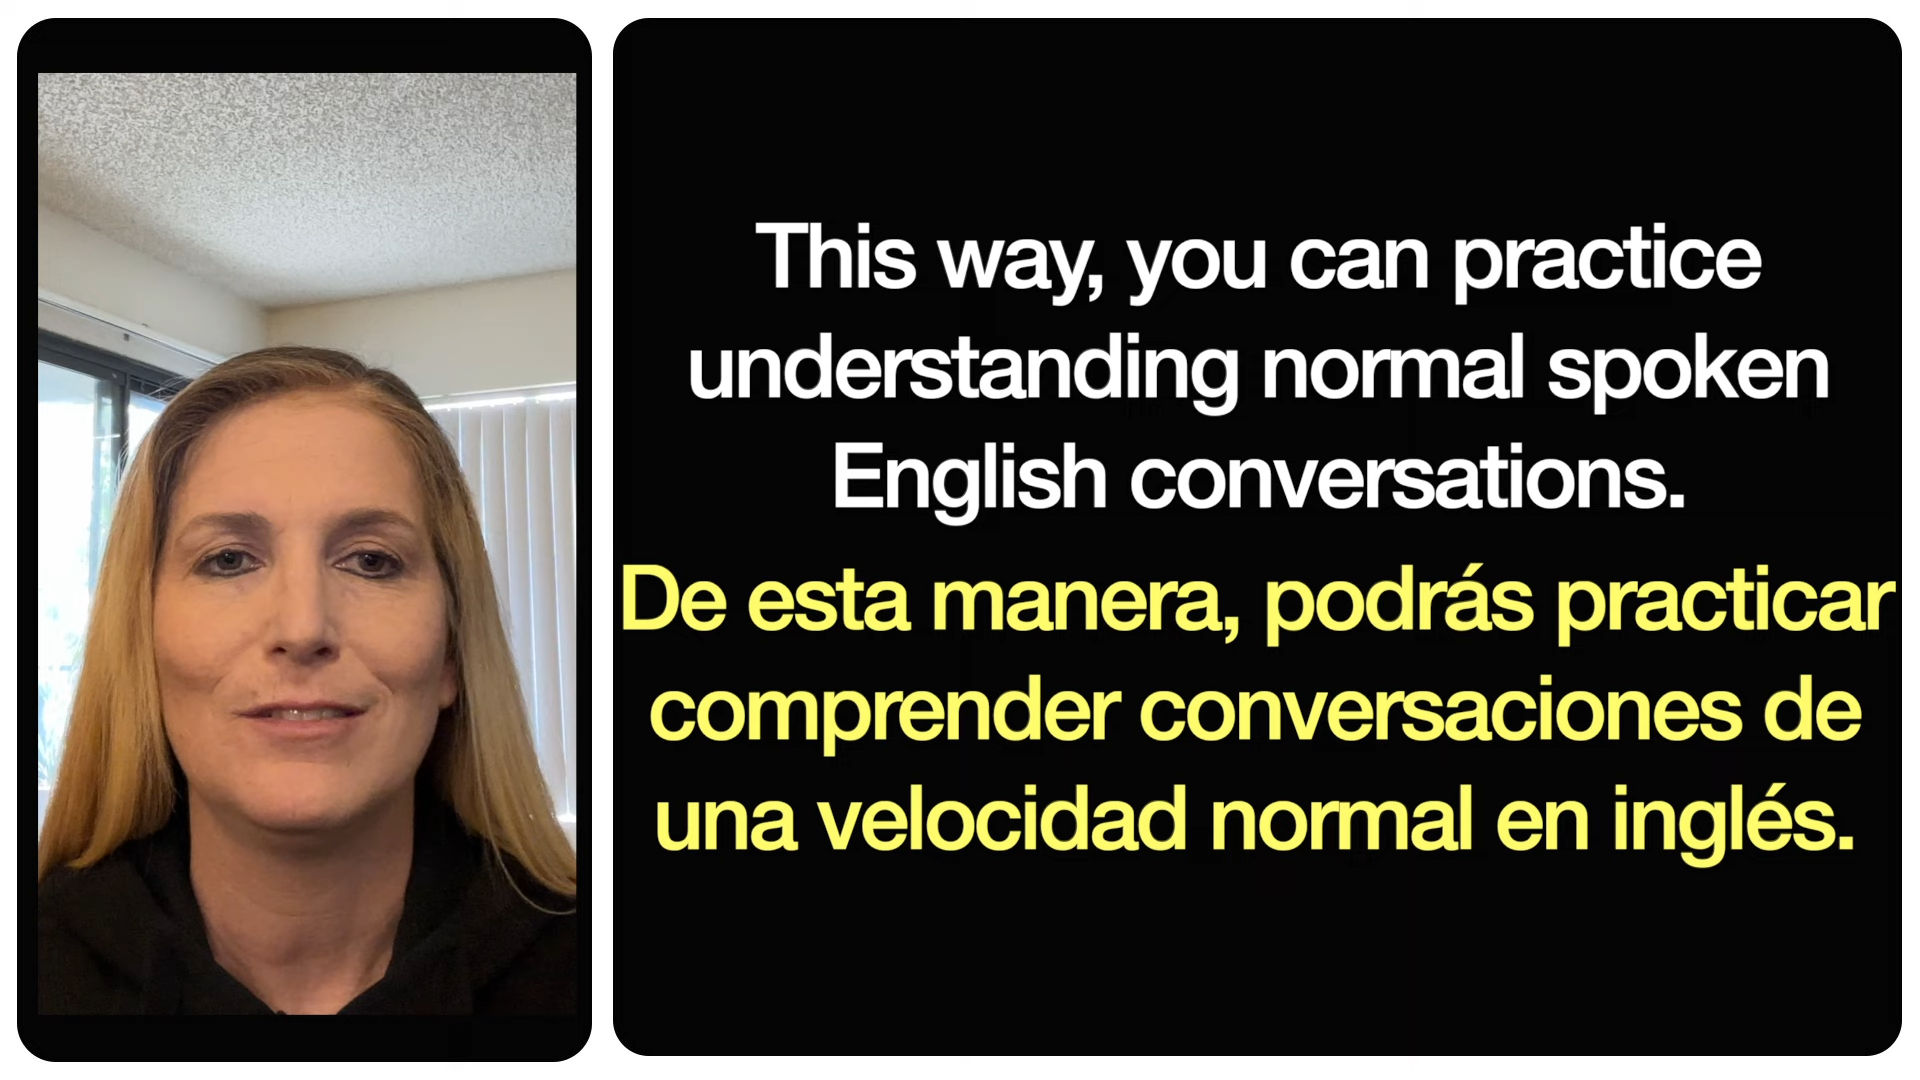 This way, you can practice
understanding normal spoken
English conversations.
De esta manera, podrás practicar
comprender conversaciones de
una velocidad normal en inglés.